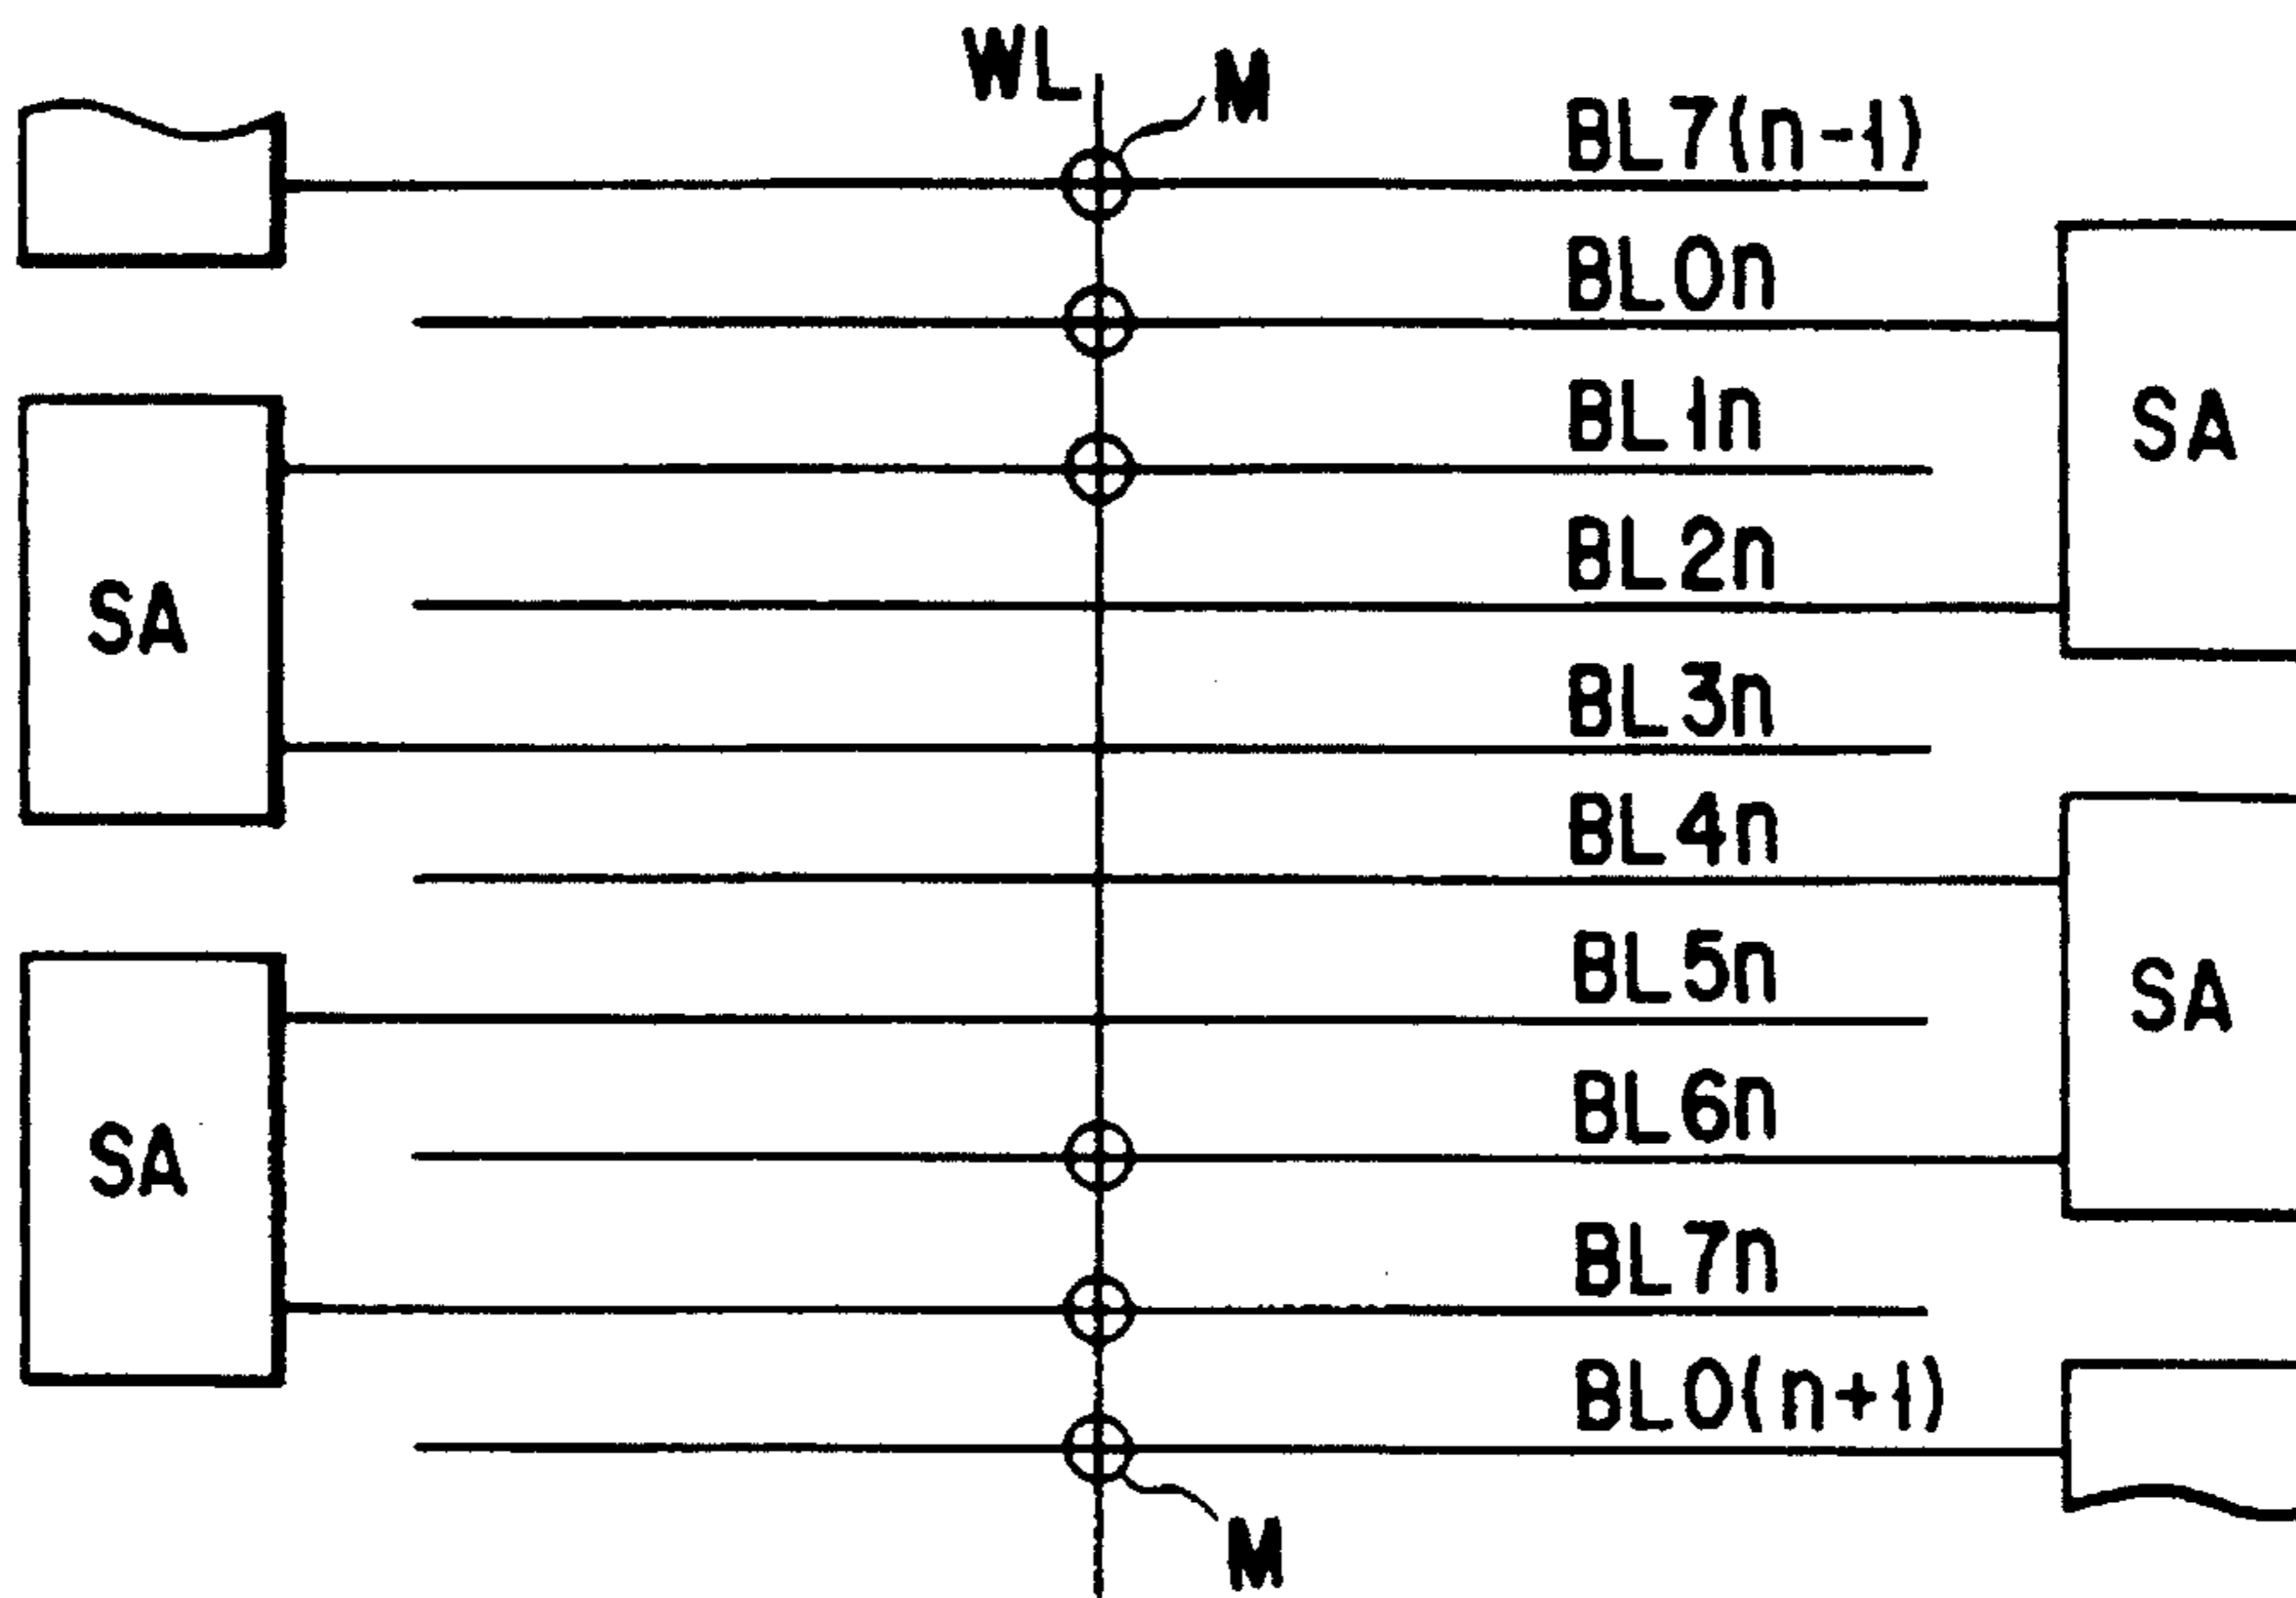 WL
M
BL7(n-1)
BL0n
BL1n
SA
BL2n
SA
BL3n
BL4n
BL5n
SA
BL6n
SA
BL7n
BL0(n+1)
M